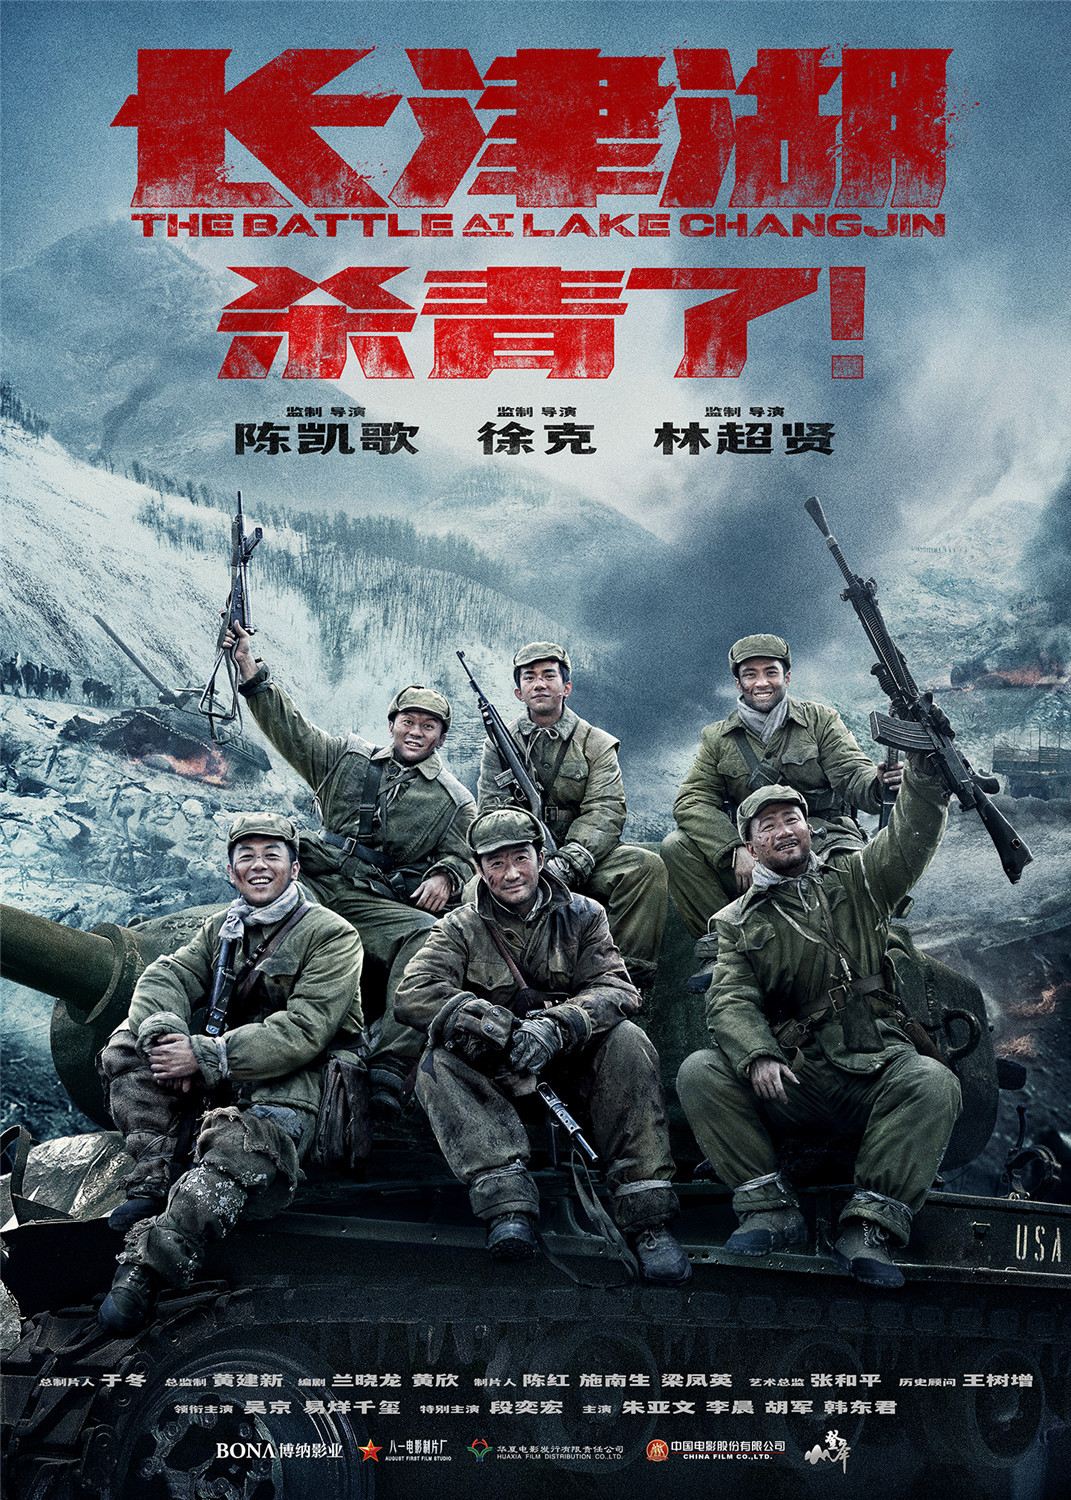 长津湖
THE BATTLE AT LAKE CHANGJIN
杀青了!
监制 导演 监制 导演 监制 导演
陈凯歌 徐克 林超贤
USA
总制片人 于冬 总监制 黄建新 编剧 兰晓龙 黄欣 制片人 陈红 施南生 梁凤英 艺术总监 张和平 历史顾问 王树增
领衔主演 吴京 易烊千玺 特别主演 段奕宏 主演 朱亚文 李晨 胡军 韩东君
BONA 博纳影业 八一电影制片厂 华夏电影发行有限责任公司 中国电影股份有限公司 登峰
AUGUST FIRST FILM STUDIO HUAXIA FILM DISTRIBUTION CO.,LTD. CHINA FILM CO.,LTD.